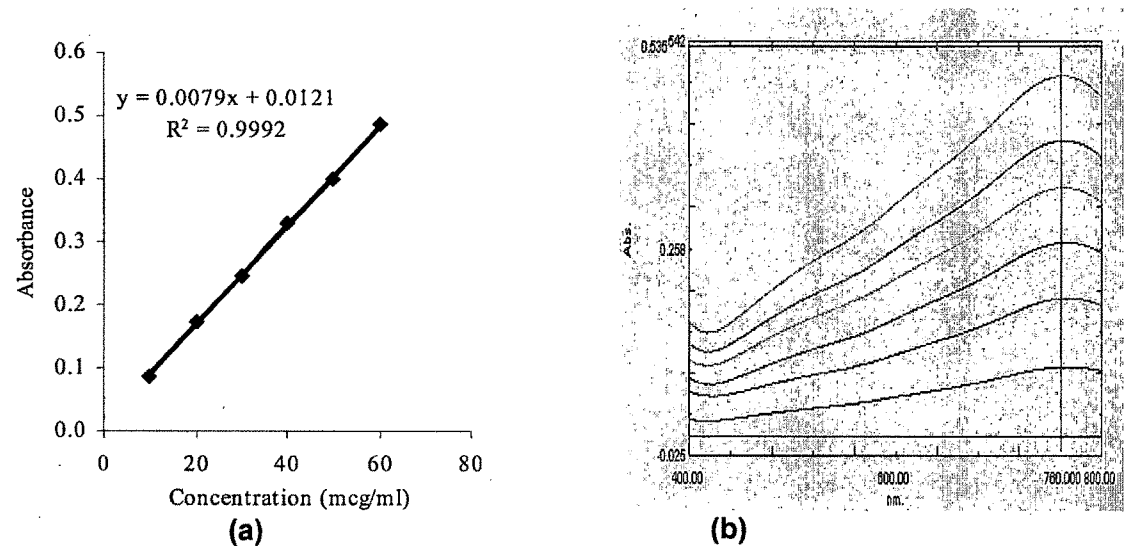 0.6
y = 0.0079x + 0.0121
R² = 0.9992
0.5
0.4
0.3
0.2
0.1
0.0
Absorbance
0 20 40 60 80
Concentration (mcg/ml)
(a)
Abs.
0.258
-0.025
400.00 600.00 760.000 800.00
nm.
(b)